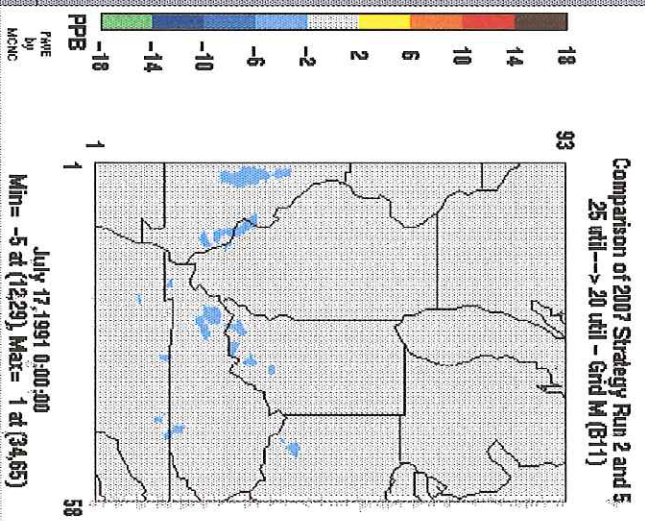 Comparison of 2007 Strategy Run 2 and 5
25 util--> 20 util - Grid M (B11)
18
14
10
6
2
-2
-6
-10
-14
-18
PPB
PAVE
by
MCNC
93
1
1
58
July 17,1991 0:00:00
Min= -5 at (12,29), Max= 1 at (34,65)